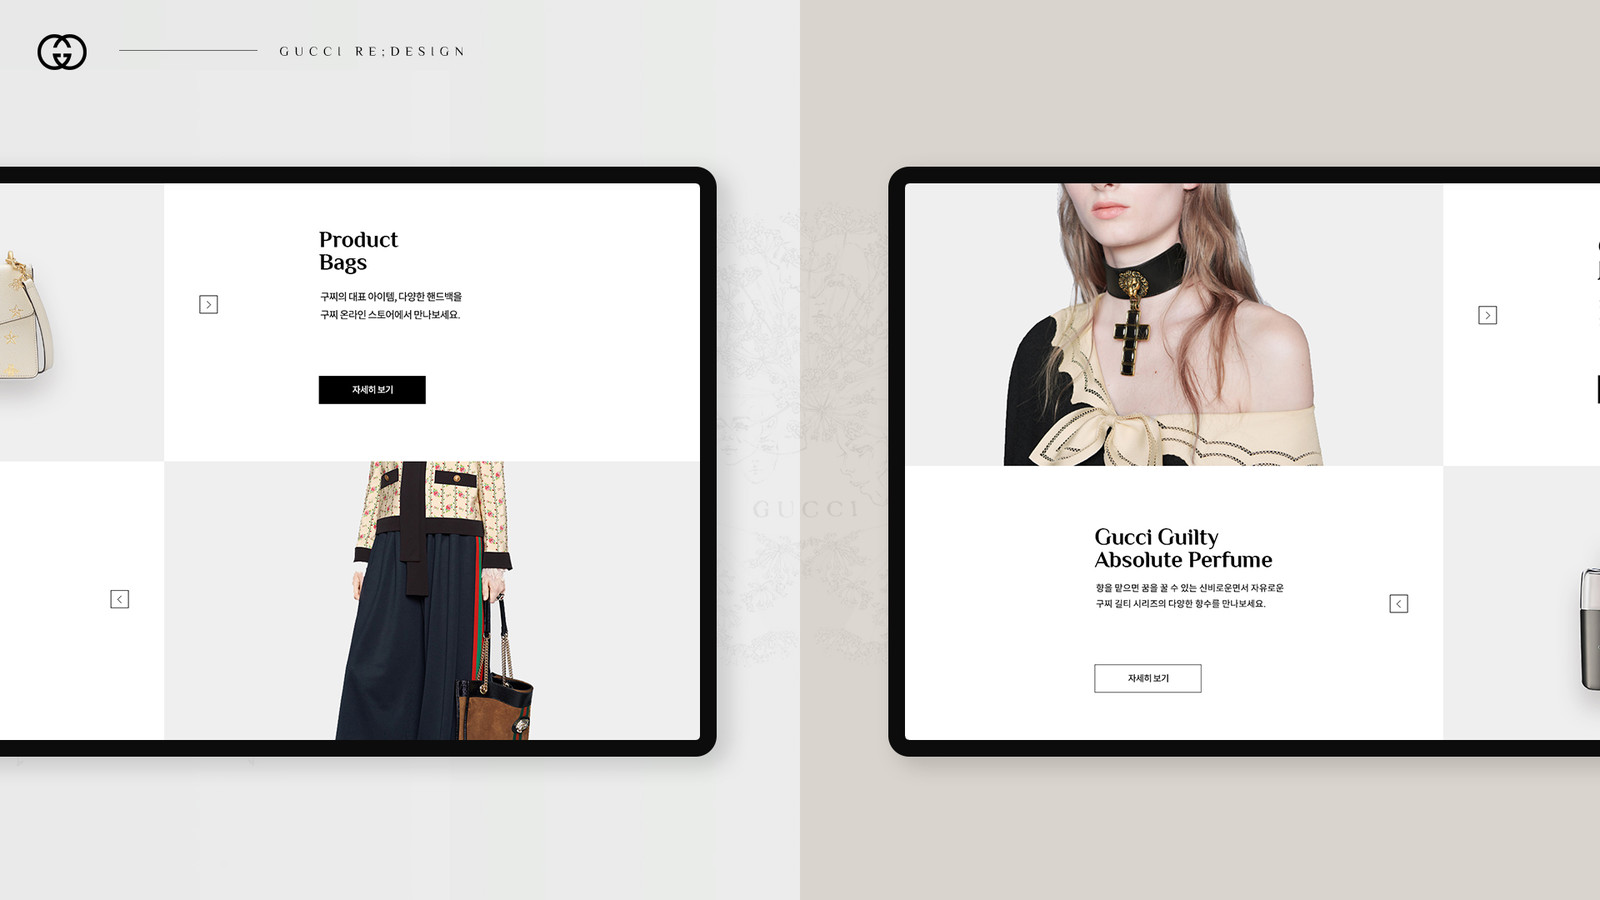 GUCCI RE;DESIGN
Product
Bags
구찌의 대표 아이템, 다양한 핸드백을
구찌 온라인 스토어에서 만나보세요.
자세히 보기
GUCCI
Gucci Guilty
Absolute Perfume
향을 맡으면 꿈을 꿀 수 있는 신비로운면서 자유로운
구찌 길티 시리즈의 다양한 향수를 만나보세요.
자세히 보기